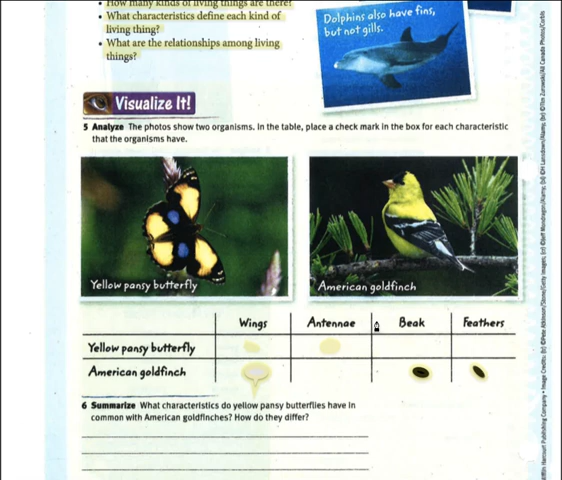 • How many kinds of living things are there?
• What characteristics define each kind of
living thing?
• What are the relationships among living
things?
Dolphins also have fins,
but not gills.
Visualize It!
5 Analyze The photos show two organisms. In the table, place a check mark in the box for each characteristic
that the organisms have.
Yellow pansy butterfly
American goldfinch
Wings Antennae Beak Feathers
Yellow pansy butterfly
American goldfinch
6 Summarize What characteristics do yellow pansy butterflies have in
common with American goldfinches? How do they differ?